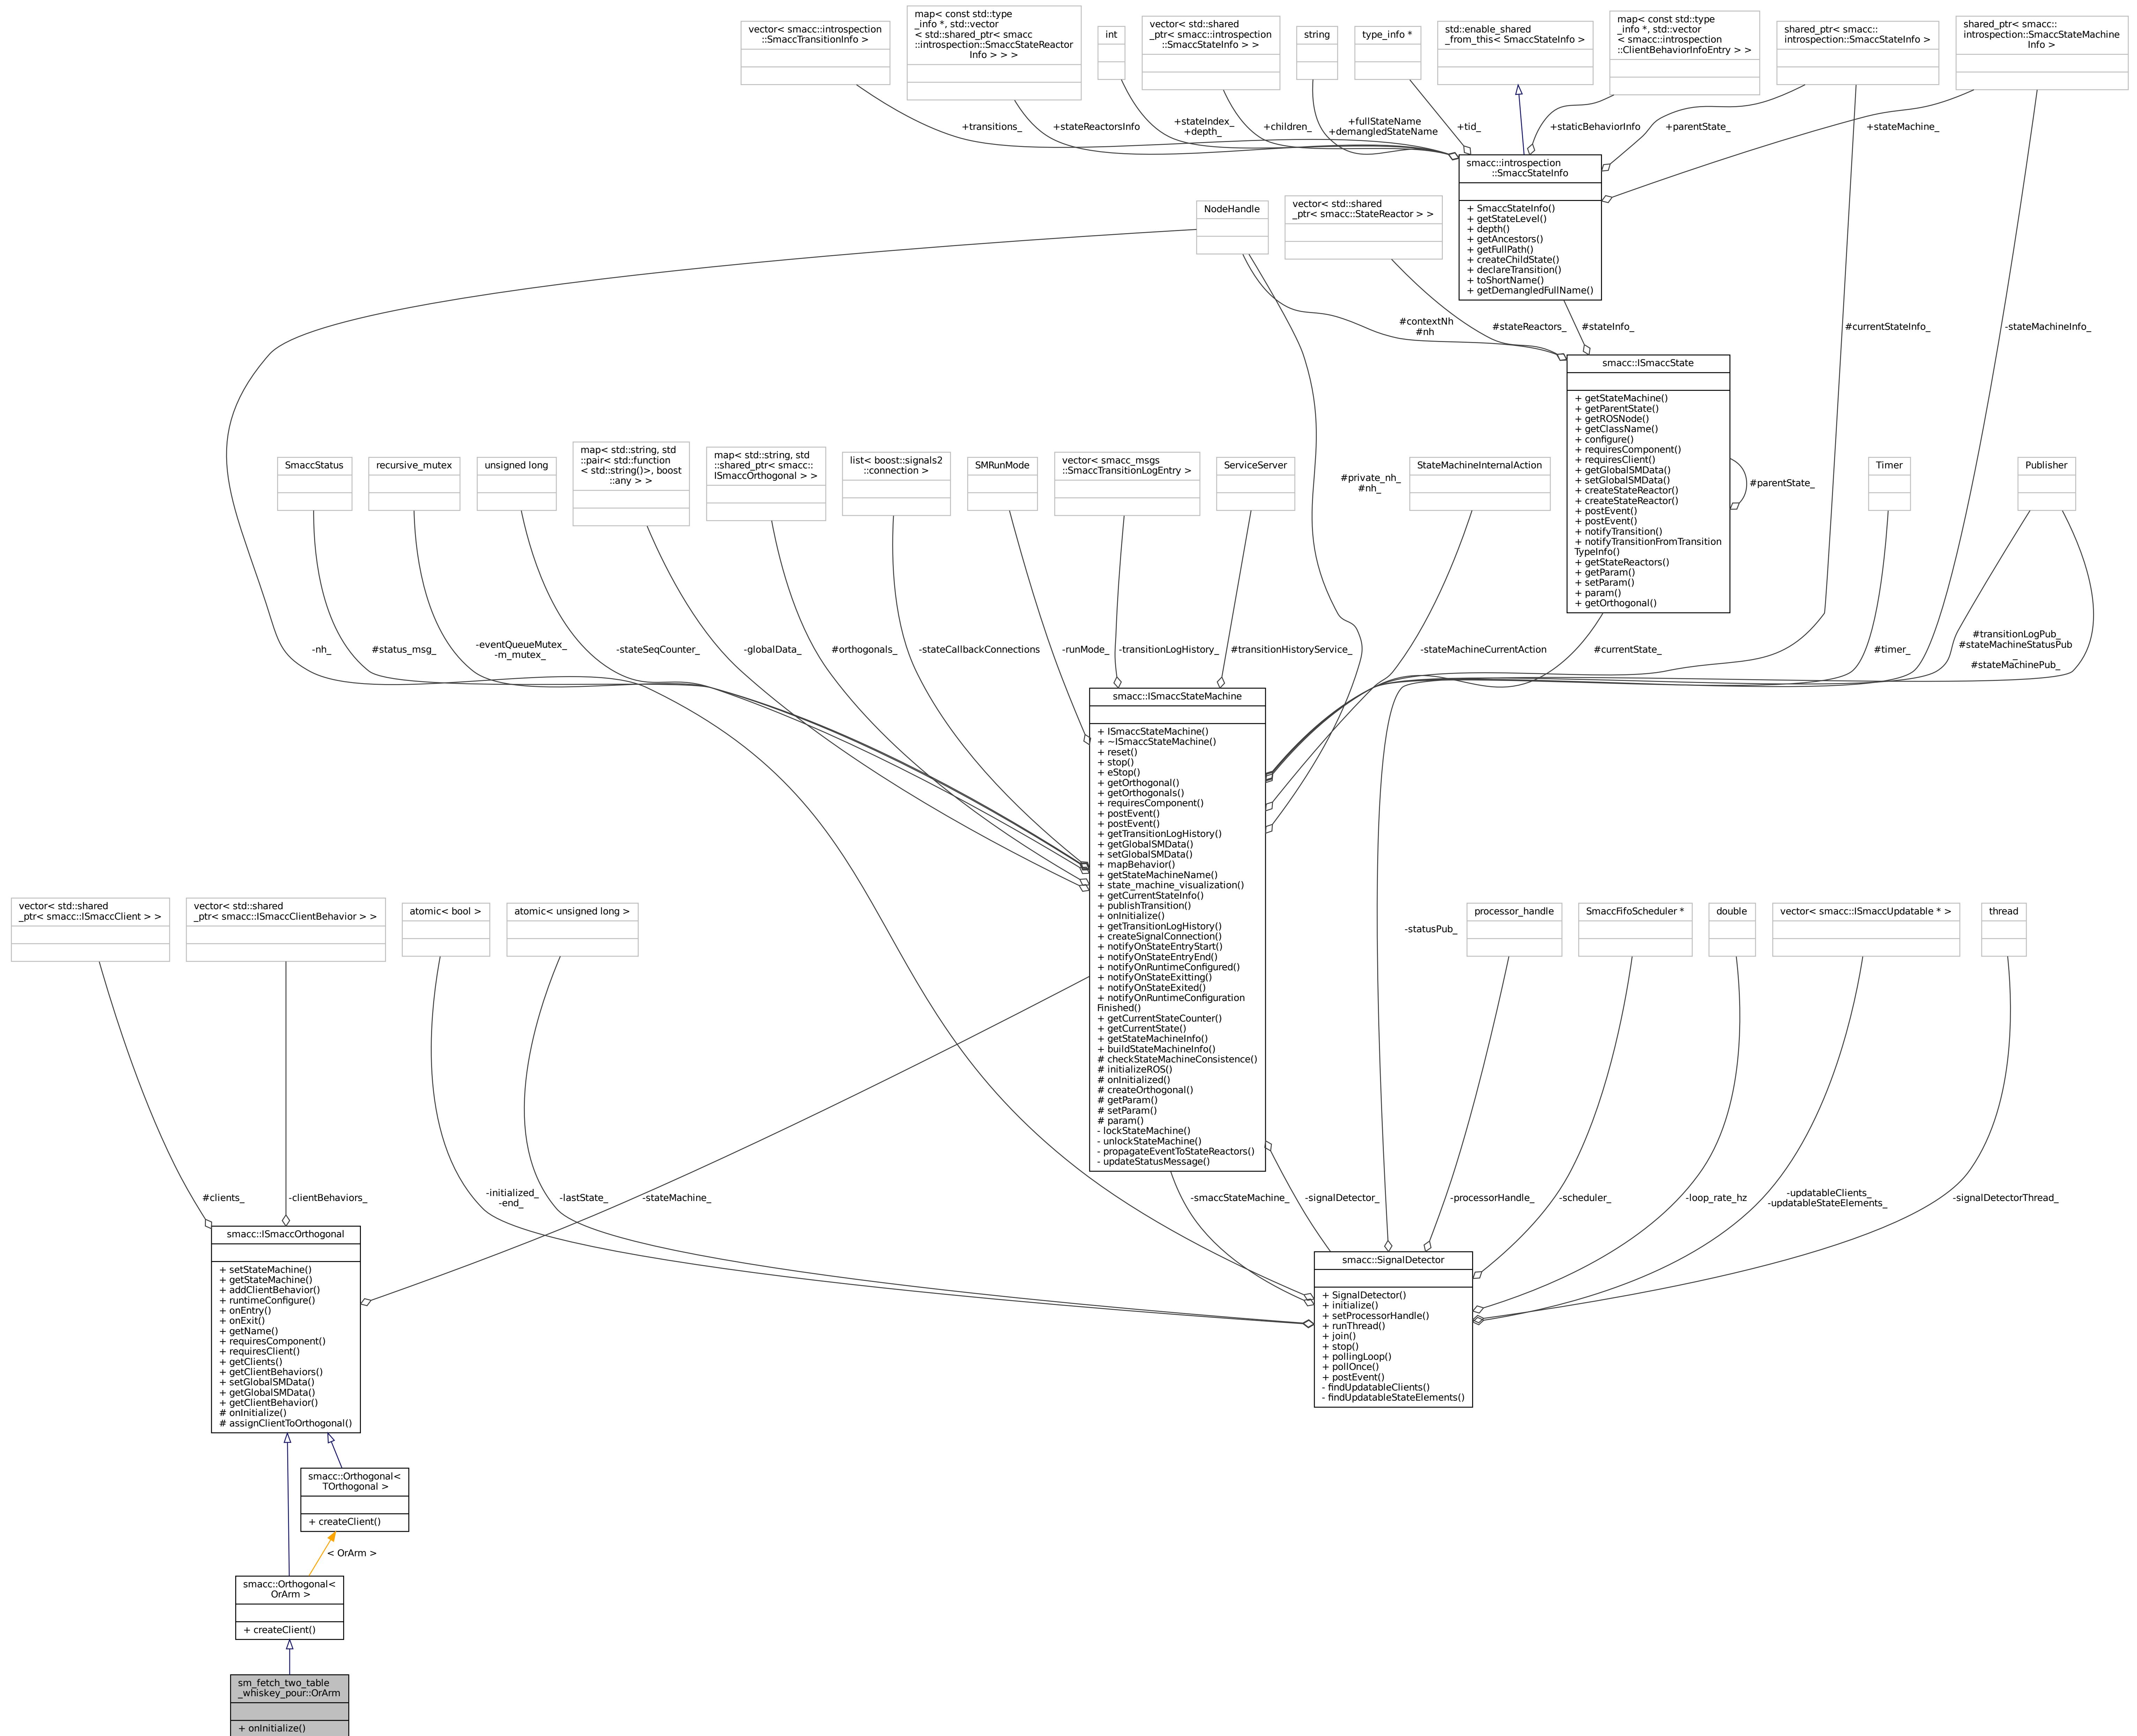 vector< smacc::introspection
::SmaccTransitionInfo >
map< const std::type
_info *, std::vector
< std::shared_ptr< smacc
::introspection::SmaccStateReactor
Info > > >
int
vector< std::shared
_ptr< smacc::introspection
::SmaccStateInfo > >
string
type_info *
std::enable_shared
_from_this< SmaccStateInfo >
map< const std::type
_info *, std::vector
< smacc::introspection
::ClientBehaviorInfoEntry > >
shared_ptr< smacc::
introspection::SmaccStateInfo >
shared_ptr< smacc::
introspection::SmaccStateMachine
Info >
+transitions_
+stateReactorsInfo
+stateIndex_
+depth_
+children_
+fullStateName
+demangledStateName
+tid_
+staticBehaviorInfo
+parentState_
+stateMachine_
smacc::introspection
::SmaccStateInfo
+ SmaccStateInfo()
+ getStateLevel()
+ depth()
+ getAncestors()
+ getFullPath()
+ createChildState()
+ declareTransition()
+ toShortName()
+ getDemangledFullName()
NodeHandle
vector< std::shared
_ptr< smacc::StateReactor > >
#contextNh
#nh
#stateReactors_
#stateInfo_
#currentStateInfo_
-stateMachineInfo_
smacc::ISmaccState
+ getStateMachine()
+ getParentState()
+ getROSNode()
+ getClassName()
+ configure()
+ requiresComponent()
+ requiresClient()
+ getGlobalSMData()
+ setGlobalSMData()
+ createStateReactor()
+ createStateReactor()
+ postEvent()
+ postEvent()
+ notifyTransition()
+ notifyTransitionFromTransition
TypeInfo()
+ getStateReactors()
+ getParam()
+ setParam()
+ param()
+ getOrthogonal()
#parentState_
SmaccStatus
recursive_mutex
unsigned long
map< std::string, std
::pair< std::function
< std::string()>, boost
::any > >
map< std::string, std
::shared_ptr< smacc::
ISmaccOrthogonal > >
list< boost::signals2
::connection >
SMRunMode
vector< smacc_msgs
::SmaccTransitionLogEntry >
ServiceServer
#private_nh_
#nh_
StateMachineInternalAction
Timer
Publisher
-nh_
#status_msg_
-eventQueueMutex_
-m_mutex_
-stateSeqCounter_
-globalData_
#orthogonals_
-stateCallbackConnections
-runMode_
-transitionLogHistory_
#transitionHistoryService_
-stateMachineCurrentAction
#currentState_
#timer_
#transitionLogPub_
#stateMachineStatusPub
_
#stateMachinePub_
smacc::ISmaccStateMachine
+ ISmaccStateMachine()
+ ~ISmaccStateMachine()
+ reset()
+ stop()
+ eStop()
+ getOrthogonal()
+ getOrthogonals()
+ requiresComponent()
+ postEvent()
+ postEvent()
+ getTransitionLogHistory()
+ getGlobalSMData()
+ setGlobalSMData()
+ mapBehavior()
+ getStateMachineName()
+ state_machine_visualization()
+ getCurrentStateInfo()
+ publishTransition()
+ onInitialize()
+ getTransitionLogHistory()
+ createSignalConnection()
+ notifyOnStateEntryStart()
+ notifyOnStateEntryEnd()
+ notifyOnRuntimeConfigured()
+ notifyOnStateExitting()
+ notifyOnStateExited()
+ notifyOnRuntimeConfiguration
Finished()
+ getCurrentStateCounter()
+ getCurrentState()
+ getStateMachineInfo()
+ buildStateMachineInfo()
# checkStateMachineConsistence()
# initializeROS()
# onInitialized()
# createOrthogonal()
# getParam()
# setParam()
# param()
- lockStateMachine()
- unlockStateMachine()
- propagateEventToStateReactors()
- updateStatusMessage()
vector< std::shared
_ptr< smacc::ISmaccClient > >
vector< std::shared
_ptr< smacc::ISmaccClientBehavior > >
atomic< bool >
atomic< unsigned long >
-statusPub_
processor_handle
SmaccFifoScheduler *
double
vector< smacc::ISmaccUpdatable * >
thread
#clients_
-clientBehaviors_
-initialized_
-end_
-lastState_
-stateMachine_
-smaccStateMachine_
-signalDetector_
-processorHandle_
-scheduler_
-loop_rate_hz
-updatableClients_
-updatableStateElements_
-signalDetectorThread_
smacc::ISmaccOrthogonal
+ setStateMachine()
+ getStateMachine()
+ addClientBehavior()
+ runtimeConfigure()
+ onEntry()
+ onExit()
+ getName()
+ requiresComponent()
+ requiresClient()
+ getClients()
+ getClientBehaviors()
+ setGlobalSMData()
+ getGlobalSMData()
+ getClientBehavior()
# onInitialize()
# assignClientToOrthogonal()
smacc::SignalDetector
+ SignalDetector()
+ initialize()
+ setProcessorHandle()
+ runThread()
+ join()
+ stop()
+ pollingLoop()
+ pollOnce()
+ postEvent()
- findUpdatableClients()
- findUpdatableStateElements()
smacc::Orthogonal<
TOrthogonal >
+ createClient()
< OrArm >
smacc::Orthogonal<
OrArm >
+ createClient()
sm_fetch_two_table
_whiskey_pour::OrArm
+ onInitialize()